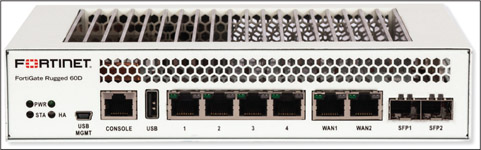 FORTINET
FortiGate Rugged 60D
PWR
STA HA
USB MGMT
CONSOLE USB 1 2 3 4 WAN1 WAN2 SFP1 SFP2